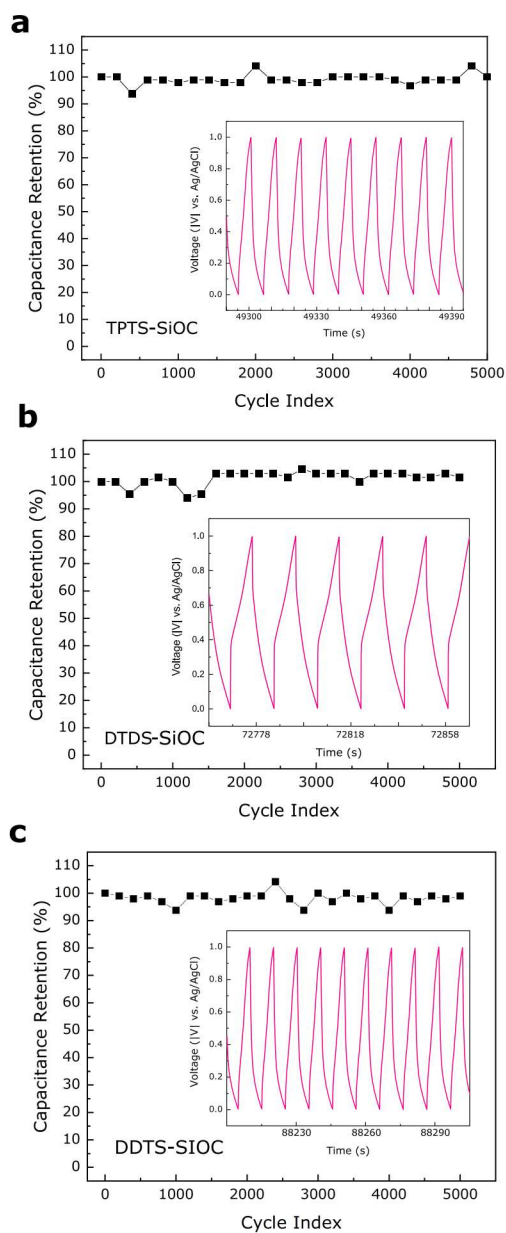 a
Capacitance Retention (%)
110
100
90
80
70
60
50
40
30
20
10
0
Voltage (|V| vs. Ag/AgCl)
1.0
0.8
0.6
0.4
0.2
0.0
49300 49330 49360 49390
Time (s)
TPTS-SiOC
0 1000 2000 3000 4000 5000
Cycle Index
b
Capacitance Retention (%)
110
100
90
80
70
60
50
40
30
20
10
0
Voltage (|V| vs. Ag/AgCl)
1.0
0.8
0.6
0.4
0.2
0.0
72778 72818 72858
Time (s)
DTDS-SiOC
0 1000 2000 3000 4000 5000
Cycle Index
c
Capacitance Retention (%)
110
100
90
80
70
60
50
40
30
20
10
0
Voltage (|V| vs. Ag/AgCl)
1.0
0.8
0.6
0.4
0.2
0.0
88230 88260 88290
Time (s)
DDTS-SIOC
0 1000 2000 3000 4000 5000
Cycle Index